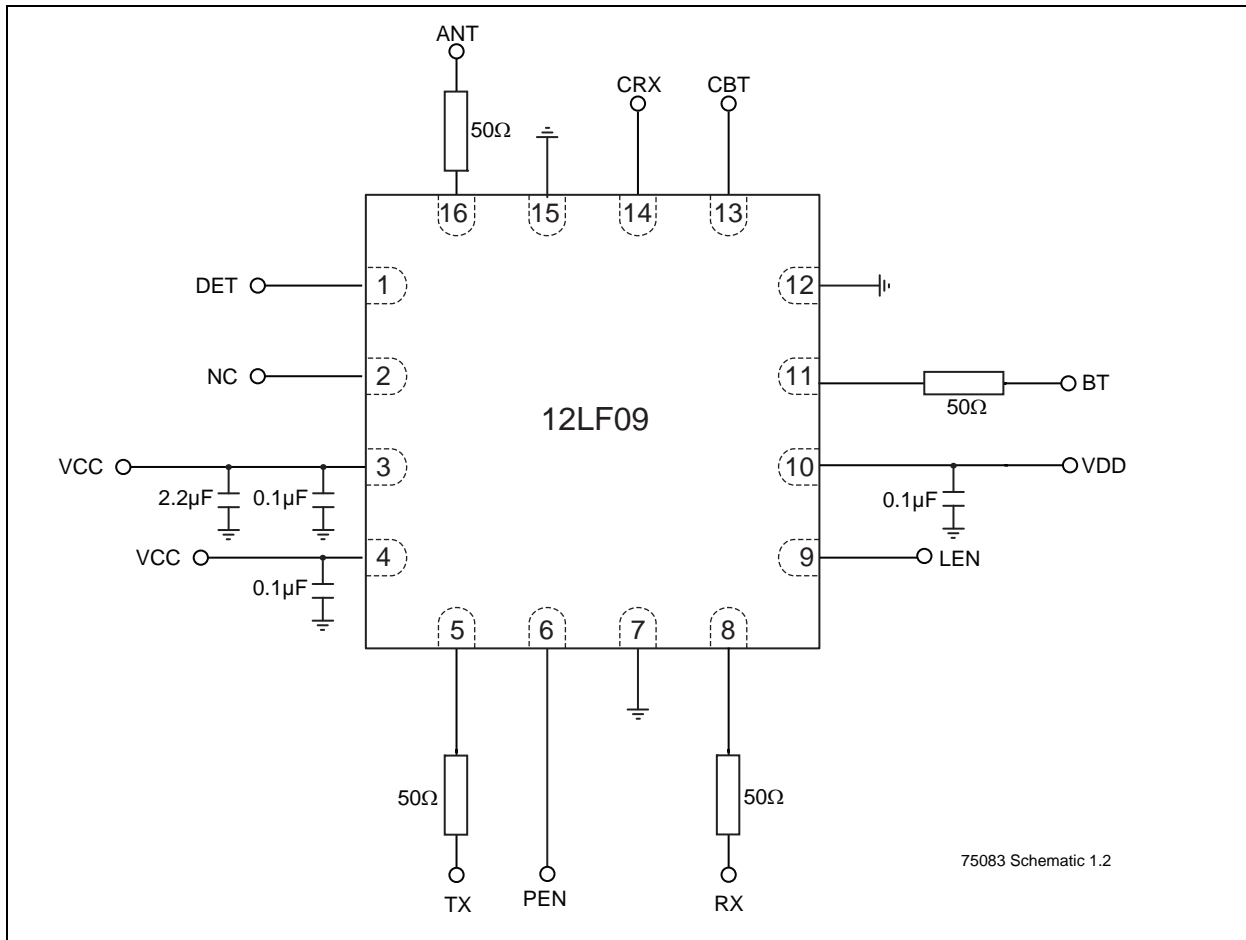 ANT
CRX CBT
50Ω
16 15 14 13
DET 1 12
NC 2 11 BT
50Ω
12LF09
VCC 3 10 VDD
2.2µF 0.1µF 0.1µF
VCC 4 9 LEN
0.1µF
5 6 7 8
50Ω 50Ω
TX PEN RX
75083 Schematic 1.2